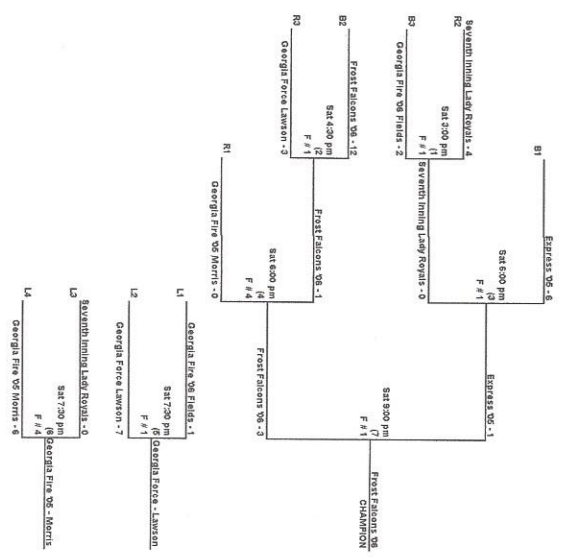 B1
Express '05 - 6
R2
Seventh Inning Lady Royals - 4
Sat 3:00 pm
(1
F # 1
B3
Georgia Fire '06 Fields - 2
Seventh Inning Lady Royals - 0
Sat 6:00 pm
(3
F # 1
Express '05 - 1
B2
Frost Falcons '06 - 12
Sat 4:30 pm
(2
F # 1
R3
Georgia Force Lawson - 3
Frost Falcons '06 - 1
Sat 6:00 pm
(4
F # 4
R1
Georgia Fire '05 Morris - 0
Frost Falcons '06 - 3
Sat 9:00 pm
(7
F # 1
Frost Falcons '06
CHAMPION
L1
Georgia Fire '06 Fields - 1
Sat 7:30 pm
(5
F # 1
L2
Georgia Force Lawson - 7
Georgia Force - Lawson
L3
Seventh Inning Lady Royals - 0
Sat 7:30 pm
(6
F # 4
L4
Georgia Fire '05 Morris - 6
Georgia Fire '05 - Morris